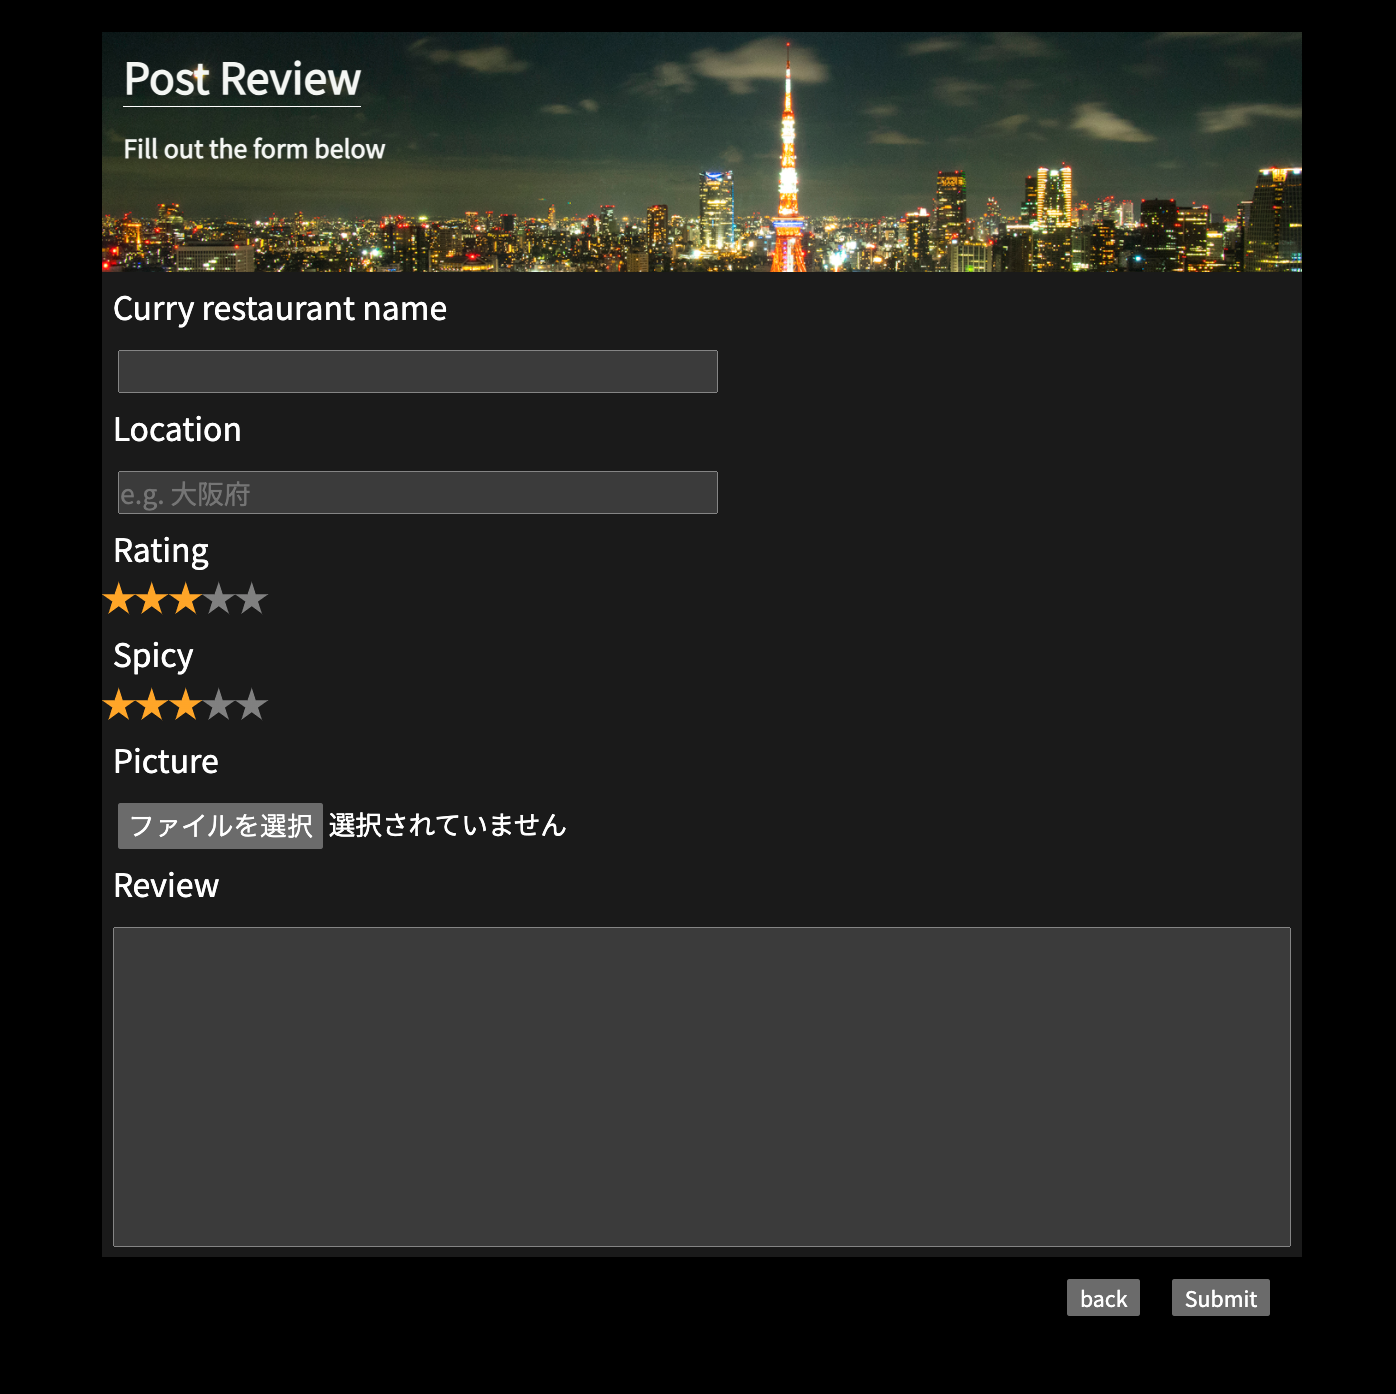 Post Review
Fill out the form below
Curry restaurant name
Location
e.g. 大阪府
Rating
★★★★★
Spicy
★★★★★
Picture
ファイルを選択 選択されていません
Review
back Submit